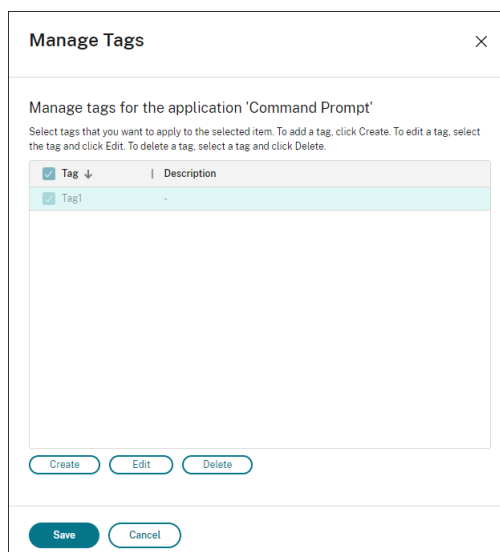 Manage Tags
Manage tags for the application 'Command Prompt'
Select tags that you want to apply to the selected item. To add a tag, click Create. To edit a tag, select
the tag and click Edit. To delete a tag, select a tag and click Delete.
Tag ↓ | Description
Tag1 -
Create Edit Delete
Save Cancel